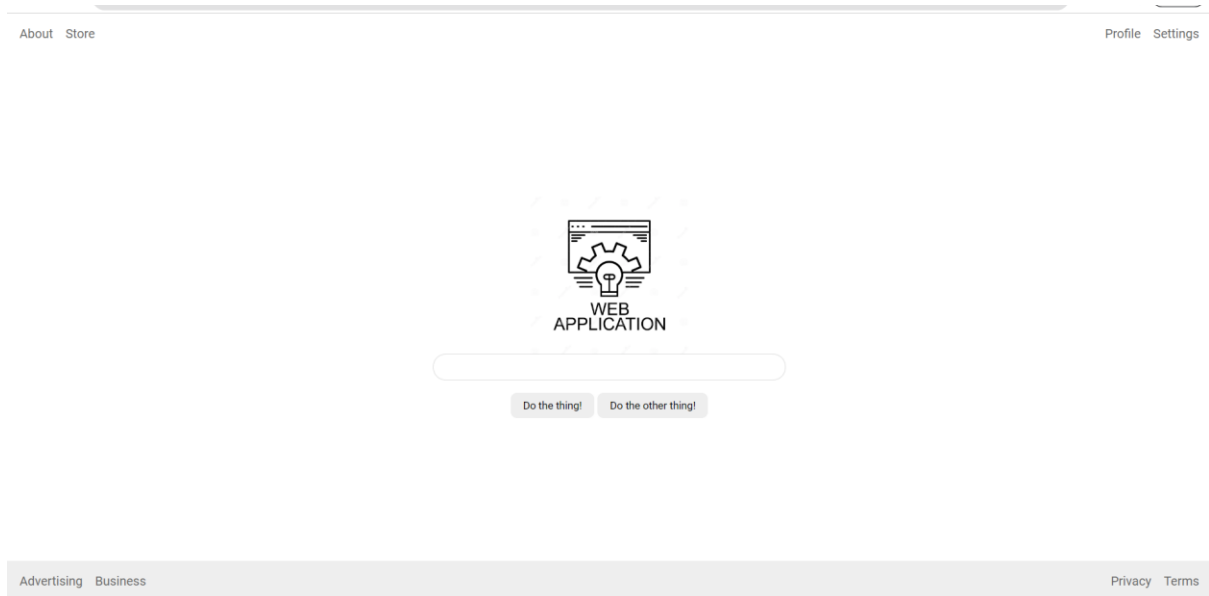 About Store
Profile Settings
WEB
APPLICATION
Do the thing! Do the other thing!
Advertising Business
Privacy Terms